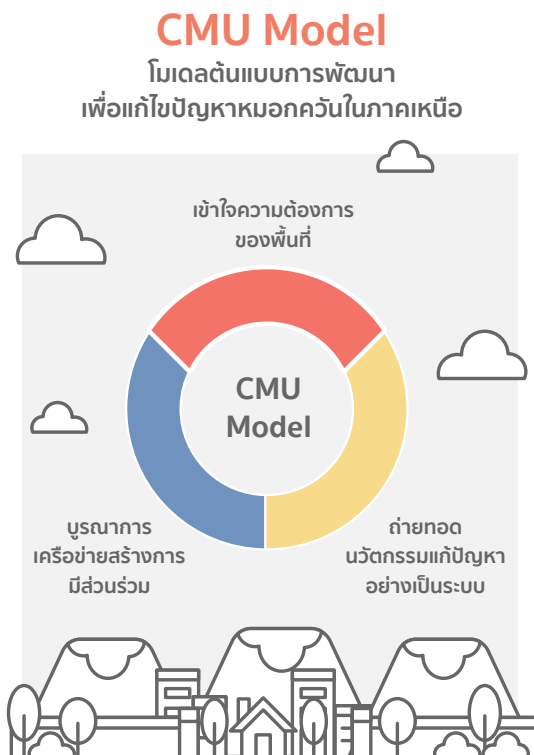 CMU Model
โมเดลต้นแบบการพัฒนา
เพื่อแก้ไขปัญหาหมอกควันในภาคเหนือ
เข้าใจความต้องการ
ของพื้นที่
CMU
Model
บูรณาการ
เครือข่ายสร้างการ
มีส่วนร่วม
ถ่ายทอด
นวัตกรรมแก้ปัญหา
อย่างเป็นระบบ